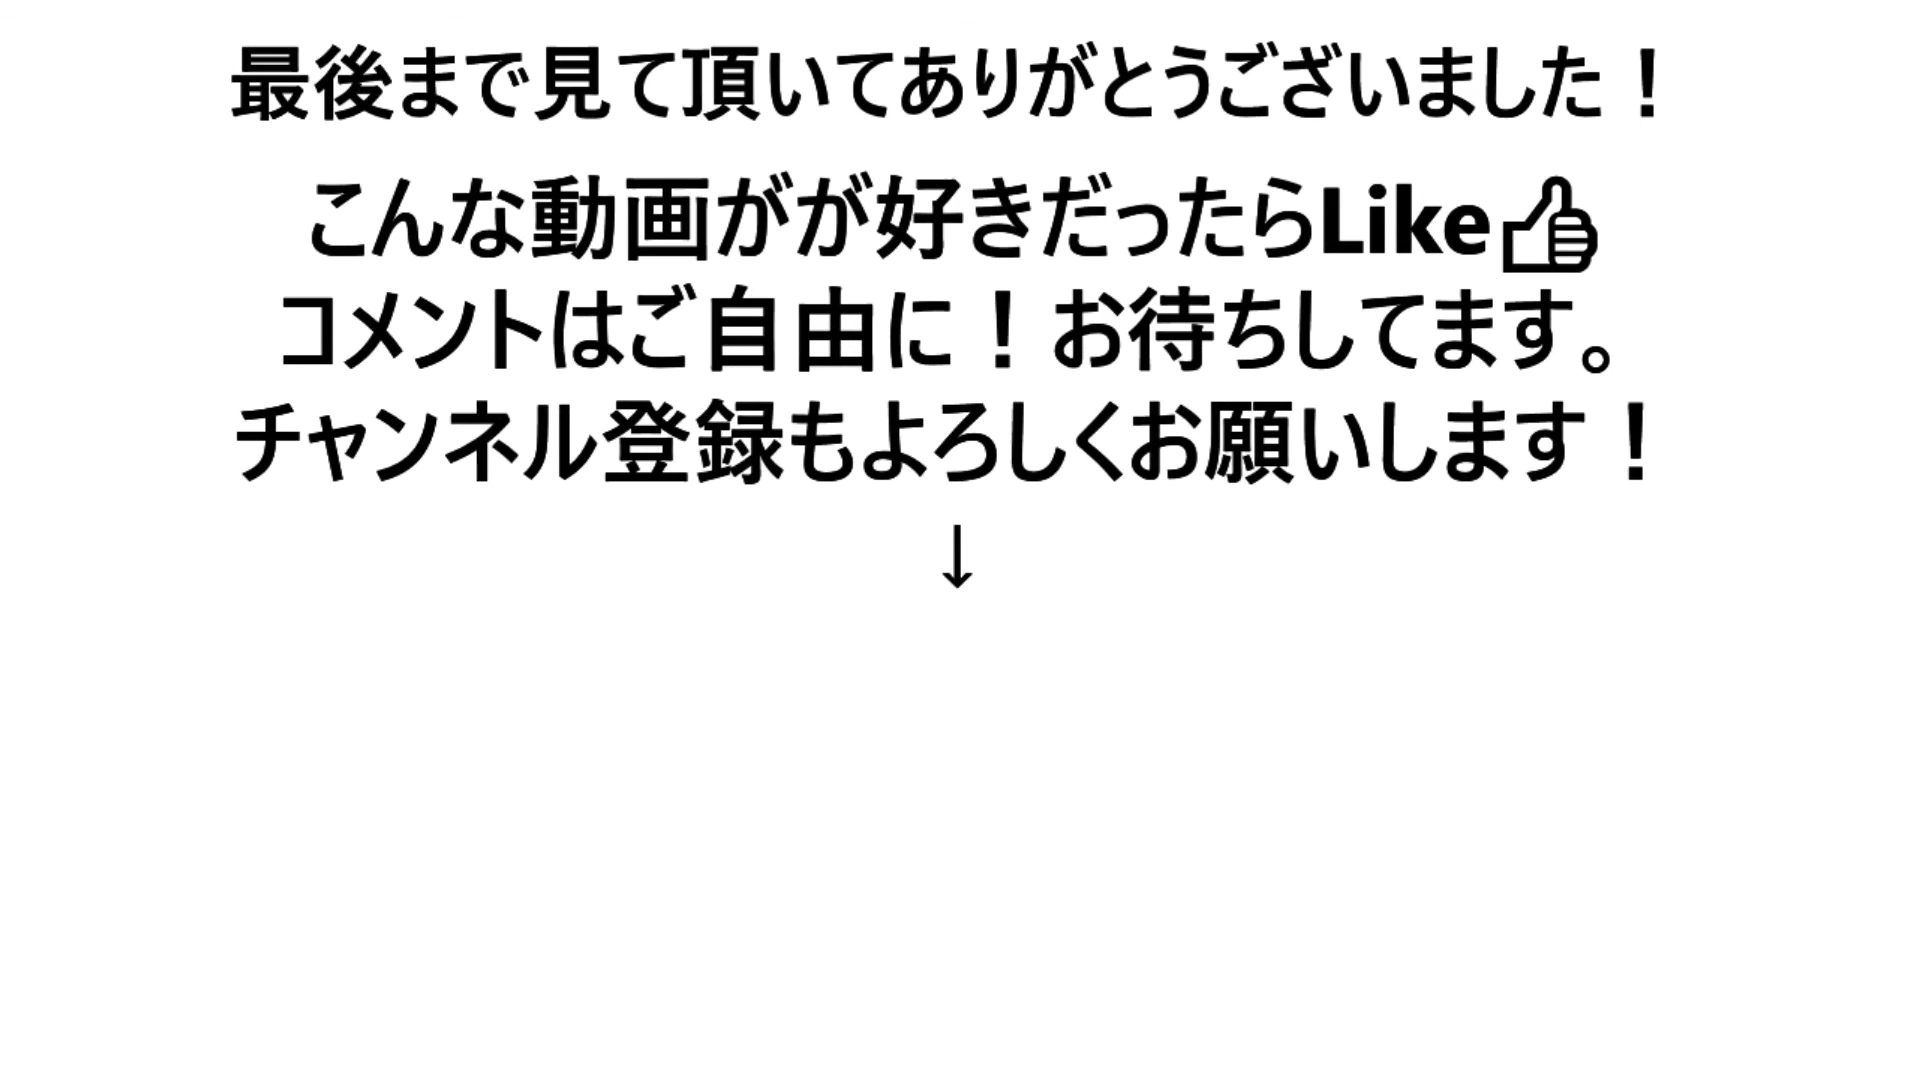 最後まで見て頂いてありがとうございました！
こんな動画がが好きだったらLike👍
コメントはご自由に！お待ちしてます。
チャンネル登録もよろしくお願いします！
↓